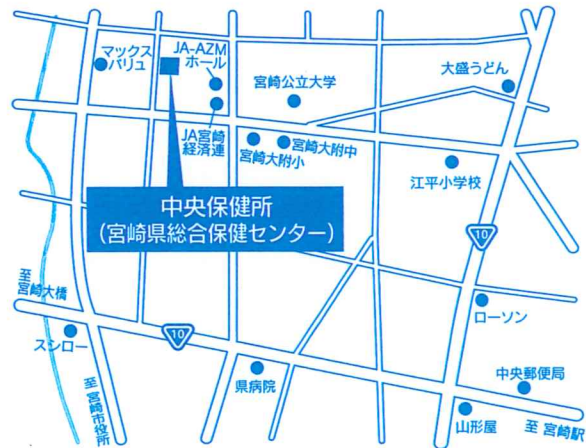 マックス
バリュ
JA-AZM
ホール
宮崎公立大学
大盛うどん
JA宮崎
経済連
宮崎大附小
宮崎大附中
江平小学校
中央保健所
(宮崎県総合保健センター)
10
至
宮崎大橋
スシロー
10
ローソン
県病院
中央郵便局
山形屋
至 宮崎駅
至 宮崎市役所